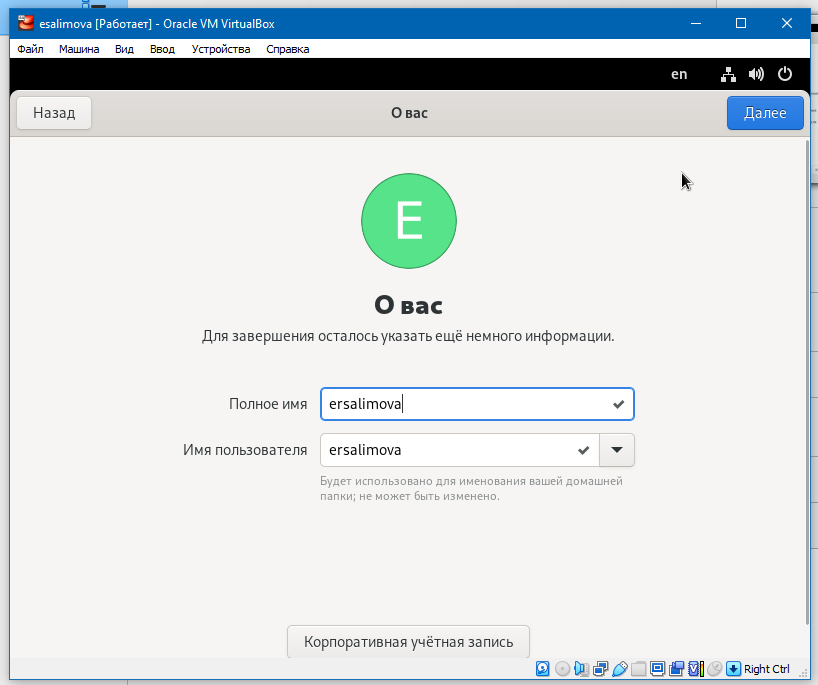 esalimova [Работает] - Oracle VM VirtualBox
Файл Машина Вид Ввод Устройства Справка
en
Назад О вас Далее
E
О вас
Для завершения осталось указать ещё немного информации.
Полное имя ersalimova
Имя пользователя ersalimova
Будет использовано для именования вашей домашней
папки; не может быть изменено.
Корпоративная учётная запись
Right Ctrl